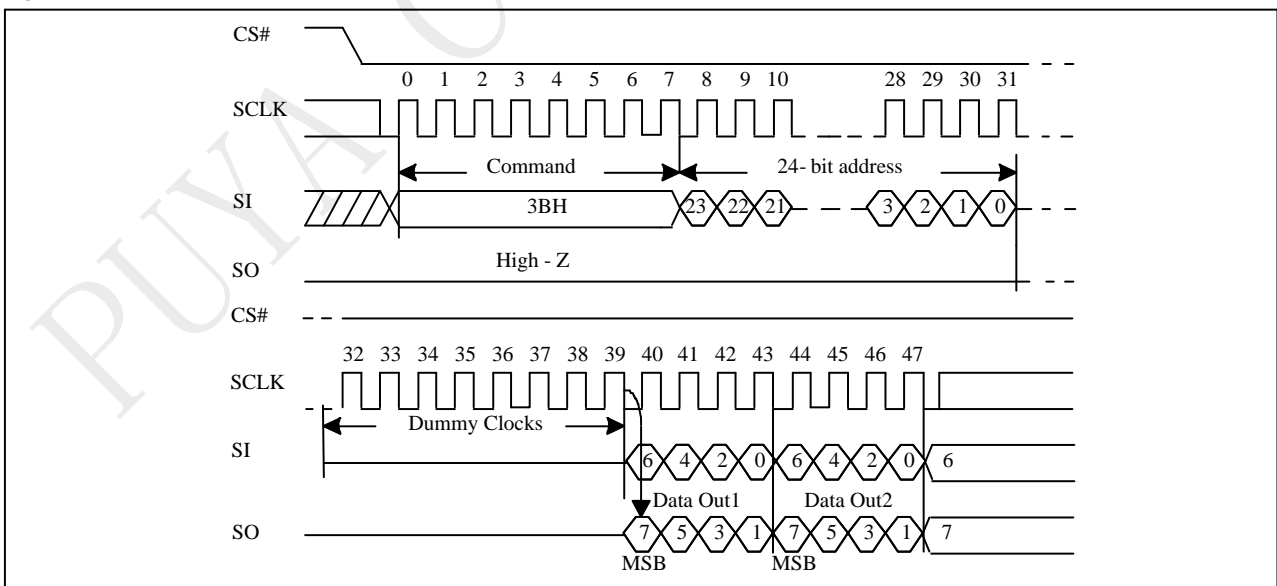 CS#
0 1 2 3 4 5 6 7 8 9 10 28 29 30 31
SCLK
Command 24- bit address
SI 3BH 23 22 21 3 2 1 0
SO High - Z
CS#
32 33 34 35 36 37 38 39 40 41 42 43 44 45 46 47
SCLK
Dummy Clocks
SI 6 4 2 0 6 4 2 0 6
Data Out1 Data Out2
SO 7 5 3 1 7 5 3 1 7
MSB MSB
PUYA